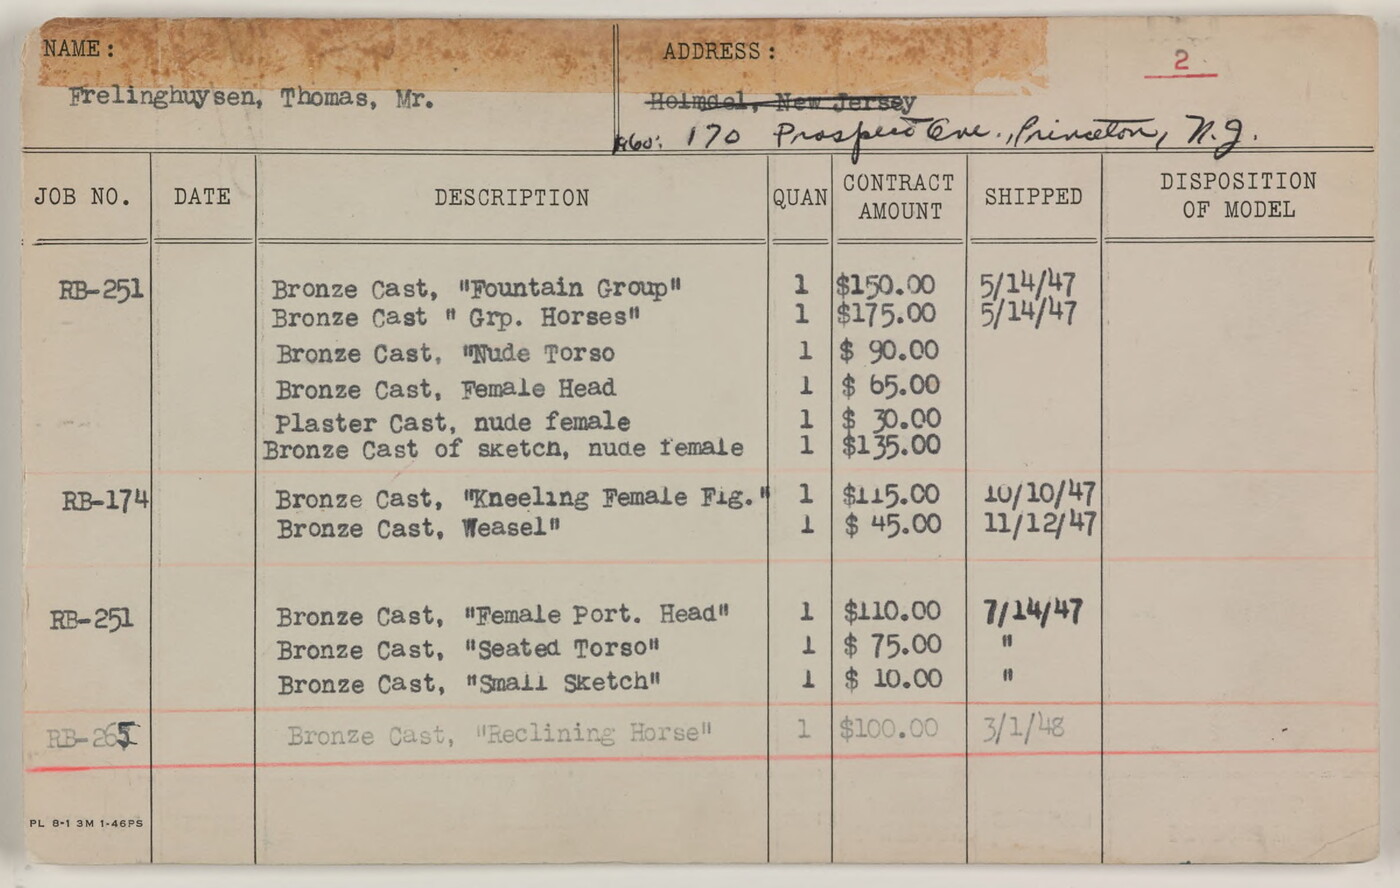 NAME: ADDRESS: 2
Frelinghuysen, Thomas, Mr. Holmdel, New Jersey
170 Prospect Ave., Princeton, N.J.
JOB NO. DATE DESCRIPTION QUAN CONTRACT AMOUNT SHIPPED DISPOSITION OF MODEL
RB-251 Bronze Cast, "Fountain Group" 1 $150.00 5/14/47
Bronze Cast " Grp. Horses" 1 $175.00 5/14/47
Bronze Cast, "Nude Torso 1 $ 90.00
Bronze Cast, Female Head 1 $ 65.00
Plaster Cast, nude female 1 $ 30.00
Bronze Cast of sketch, nude female 1 $135.00
RB-174 Bronze Cast, "Kneeling Female Fig." 1 $115.00 10/10/47
Bronze Cast, Weasel" 1 $ 45.00 11/12/47
RB-251 Bronze Cast, "Female Port. Head" 1 $110.00 7/14/47
Bronze Cast, "Seated Torso" 1 $ 75.00 "
Bronze Cast, "Small Sketch" 1 $ 10.00 "
RB-265 Bronze Cast, "Reclining Horse" 1 $100.00 3/1/48
PL 8-1 3M 1-46PS